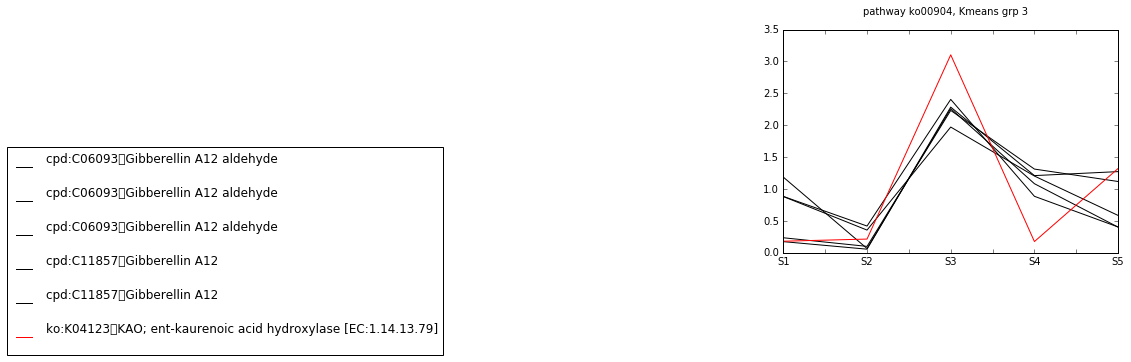 pathway ko00904, Kmeans grp 3
3.5
3.0
2.5
2.0
1.5
1.0
0.5
0.0
S1 S2 S3 S4 S5
cpd:C06093▯Gibberellin A12 aldehyde
cpd:C06093▯Gibberellin A12 aldehyde
cpd:C06093▯Gibberellin A12 aldehyde
cpd:C11857▯Gibberellin A12
cpd:C11857▯Gibberellin A12
ko:K04123▯KAO; ent-kaurenoic acid hydroxylase [EC:1.14.13.79]